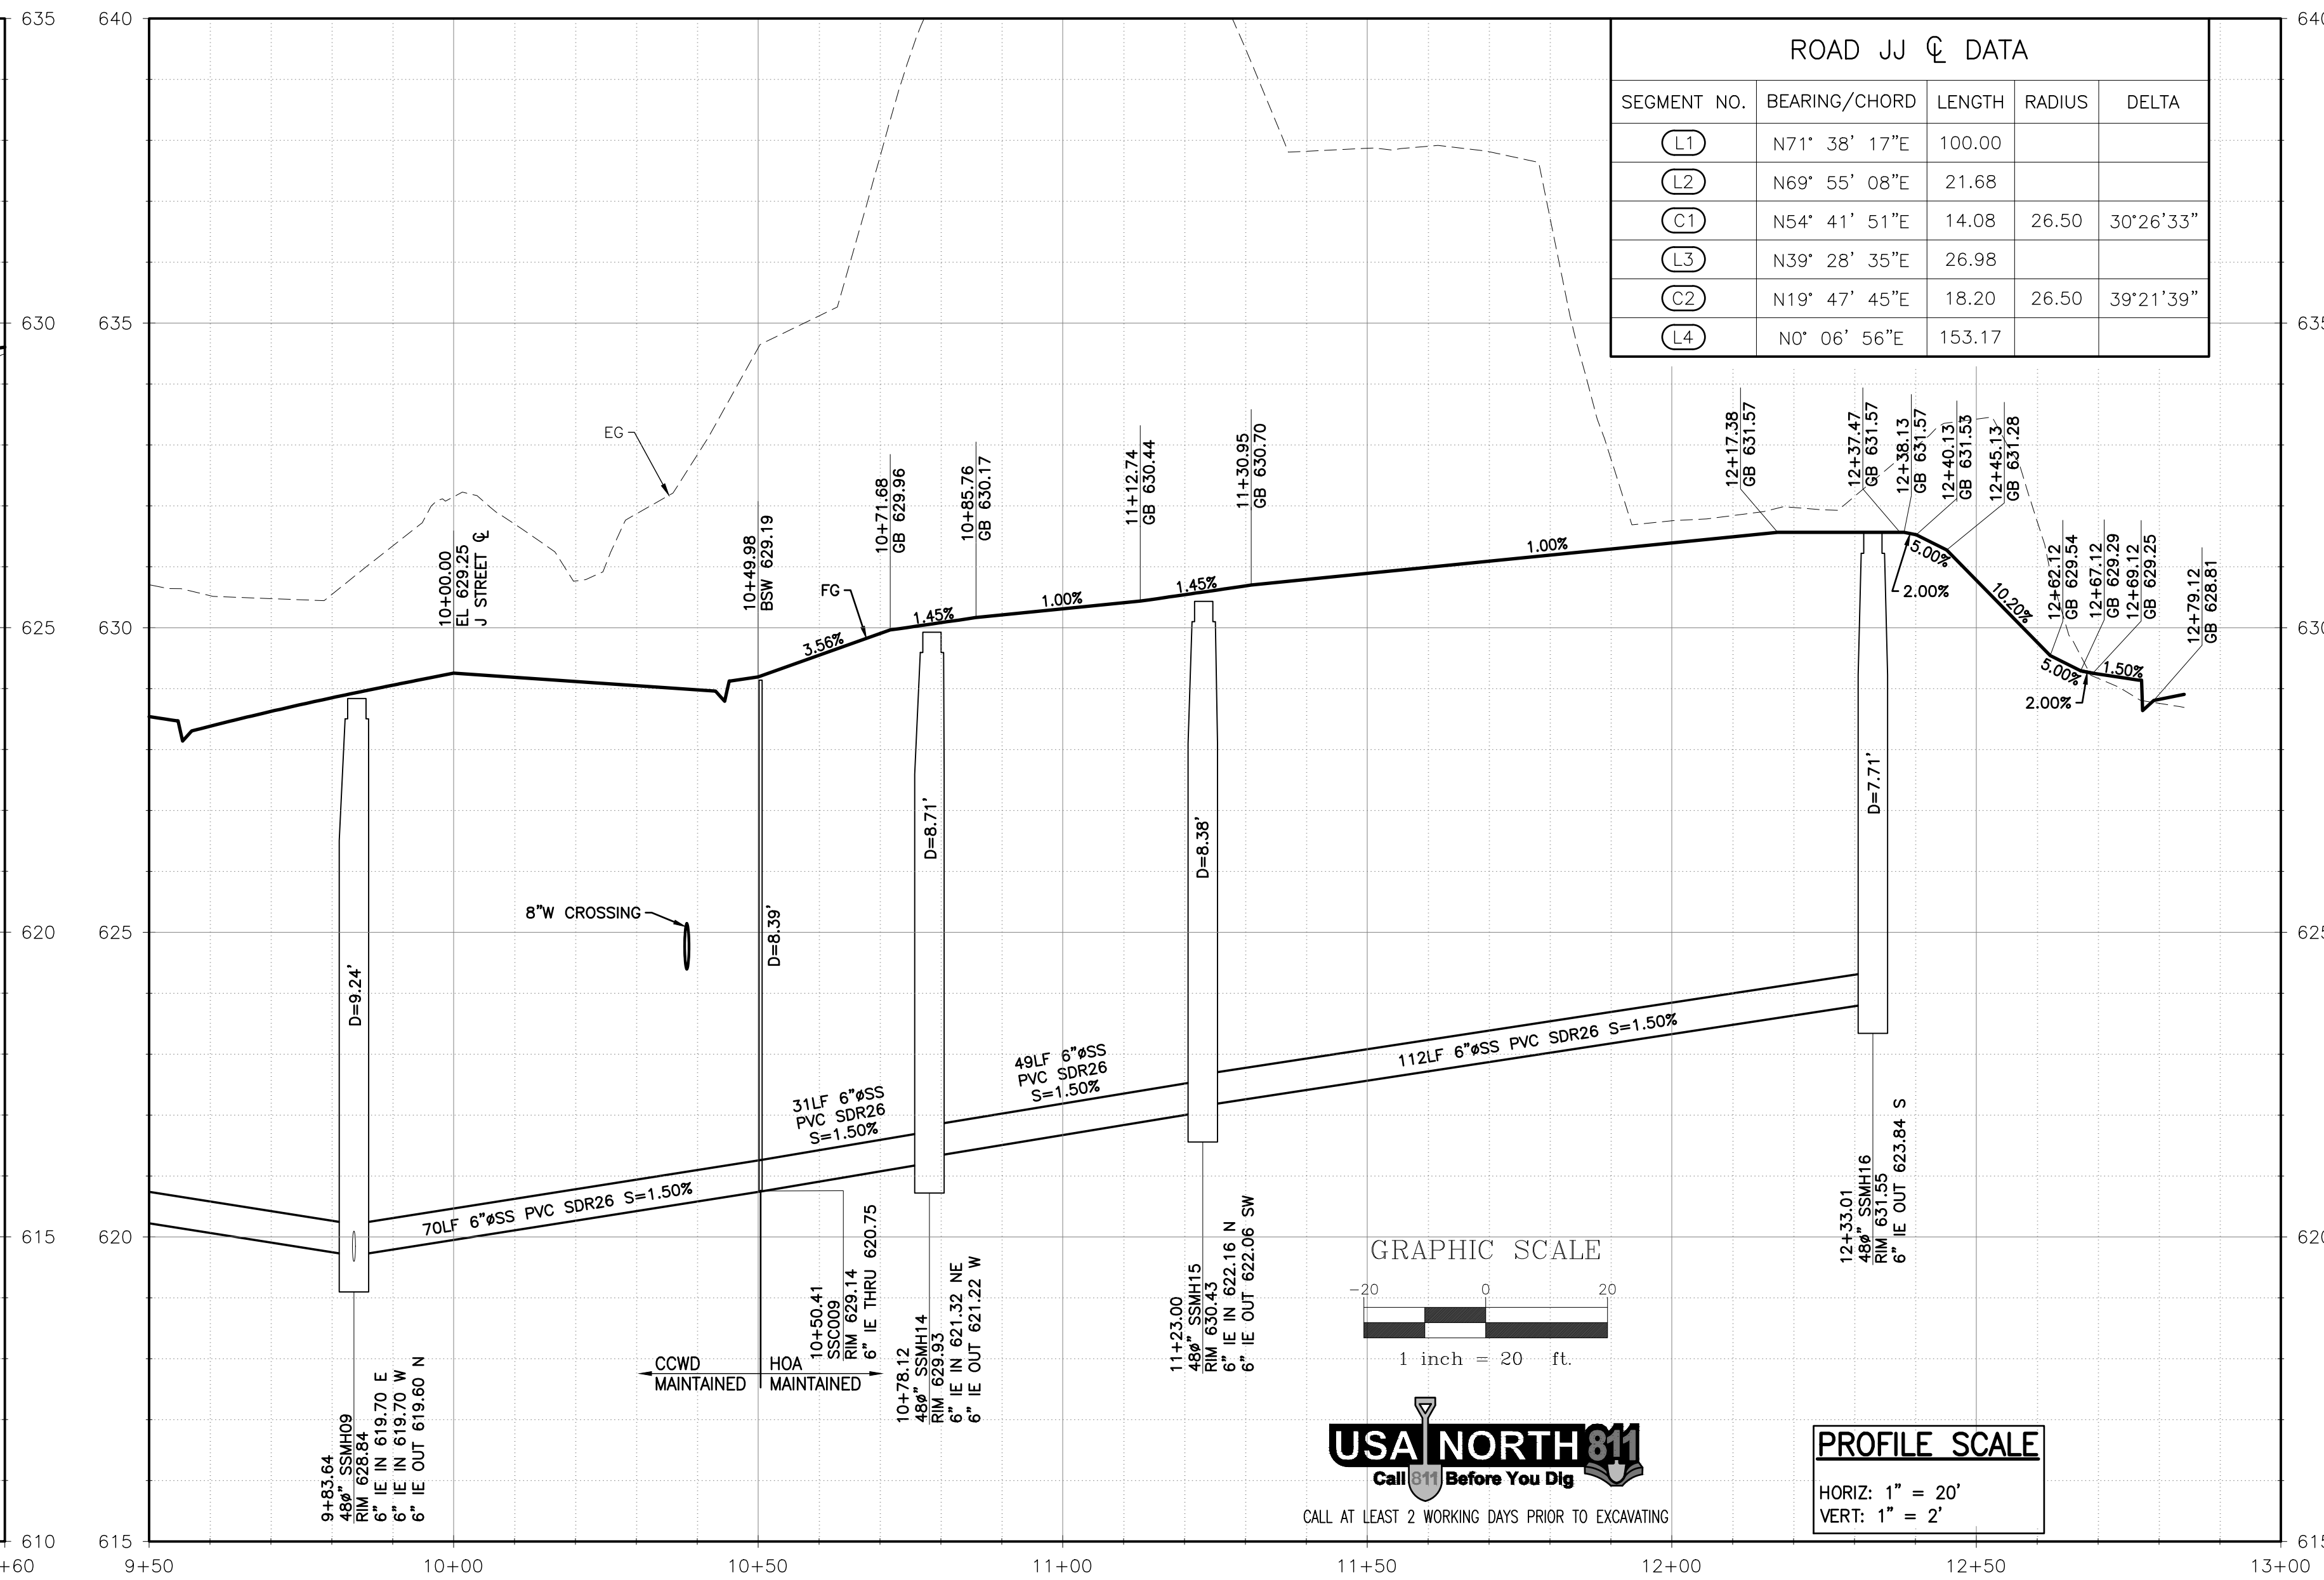 635
630
625
620
615
610
+60
640
635
630
625
620
615
ROAD JJ ℄ DATA
SEGMENT NO. BEARING/CHORD LENGTH RADIUS DELTA
L1 N71° 38' 17"E 100.00
L2 N69° 55' 08"E 21.68
C1 N54° 41' 51"E 14.08 26.50 30°26'33"
L3 N39° 28' 35"E 26.98
C2 N19° 47' 45"E 18.20 26.50 39°21'39"
L4 N0° 06' 56"E 153.17
EG
FG
10+00.00
EL 629.25
J STREET ℄
10+49.98
BSW 629.19
10+71.68
GB 629.96
10+85.76
GB 630.17
11+12.74
GB 630.44
11+30.95
GB 630.70
12+17.38
GB 631.57
12+37.47
GB 631.57
12+38.13
GB 631.57
12+40.13
GB 631.53
12+45.13
GB 631.28
12+62.12
GB 629.54
12+67.12
GB 629.29
12+69.12
GB 629.25
12+79.12
GB 628.81
3.56%
1.45%
1.00%
1.45%
1.00%
2.00%
5.00%
10.20%
5.00%
2.00%
1.50%
D=9.24'
D=8.39'
D=8.71'
D=8.38'
D=7.71'
8"W CROSSING
70LF 6"øSS PVC SDR26 S=1.50%
31LF 6"øSS
PVC SDR26
S=1.50%
49LF 6"øSS
PVC SDR26
S=1.50%
112LF 6"øSS PVC SDR26 S=1.50%
9+83.64
48ø" SSMH09
RIM 628.84
6" IE IN 619.70 E
6" IE IN 619.70 W
6" IE OUT 619.60 N
CCWD
MAINTAINED
HOA
MAINTAINED
10+50.41
SSCO09
RIM 629.14
6" IE THRU 620.75
10+78.12
48ø" SSMH14
RIM 629.93
6" IE IN 621.32 NE
6" IE OUT 621.22 W
11+23.00
48ø" SSMH15
RIM 630.43
6" IE IN 622.16 N
6" IE OUT 622.06 SW
12+33.01
48ø" SSMH16
RIM 631.55
6" IE OUT 623.84 S
GRAPHIC SCALE
-20 0 20
1 inch = 20 ft.
USA NORTH 811
Call 811 Before You Dig
CALL AT LEAST 2 WORKING DAYS PRIOR TO EXCAVATING
PROFILE SCALE
HORIZ: 1" = 20'
VERT: 1" = 2'
9+50 10+00 10+50 11+00 11+50 12+00 12+50 13+00